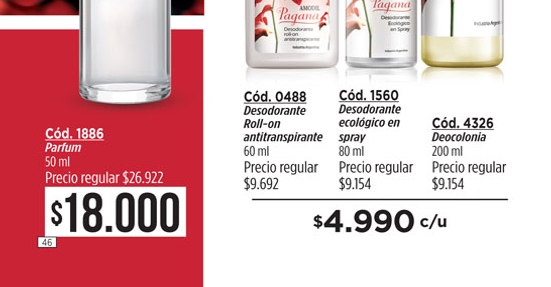 Cód. 1886
Parfum
50 ml
Precio regular $26.922
$18.000
46
AMODIL
Pagana
Desodorante
roll-on
antitranspirante
Industria Argentina
Pagana
Desodorante
Ecológico
en Spray
Cód. 0488
Desodorante
Roll-on
antitranspirante
60 ml
Precio regular
$9.692
Cód. 1560
Desodorante
ecológico en
spray
80 ml
Precio regular
$9.154
Cód. 4326
Deocolonia
200 ml
Precio regular
$9.154
$4.990 c/u